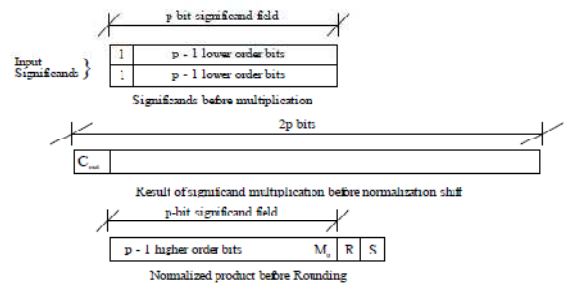 p bit significand field
Input
Significands }
1 p - 1 lower order bits
1 p - 1 lower order bits
Significands before multiplication
2p bits
Cout
Result of significand multiplication before normalization shift
p-bit significand field
p - 1 higher order bits M0 R S
Normalized product before Rounding